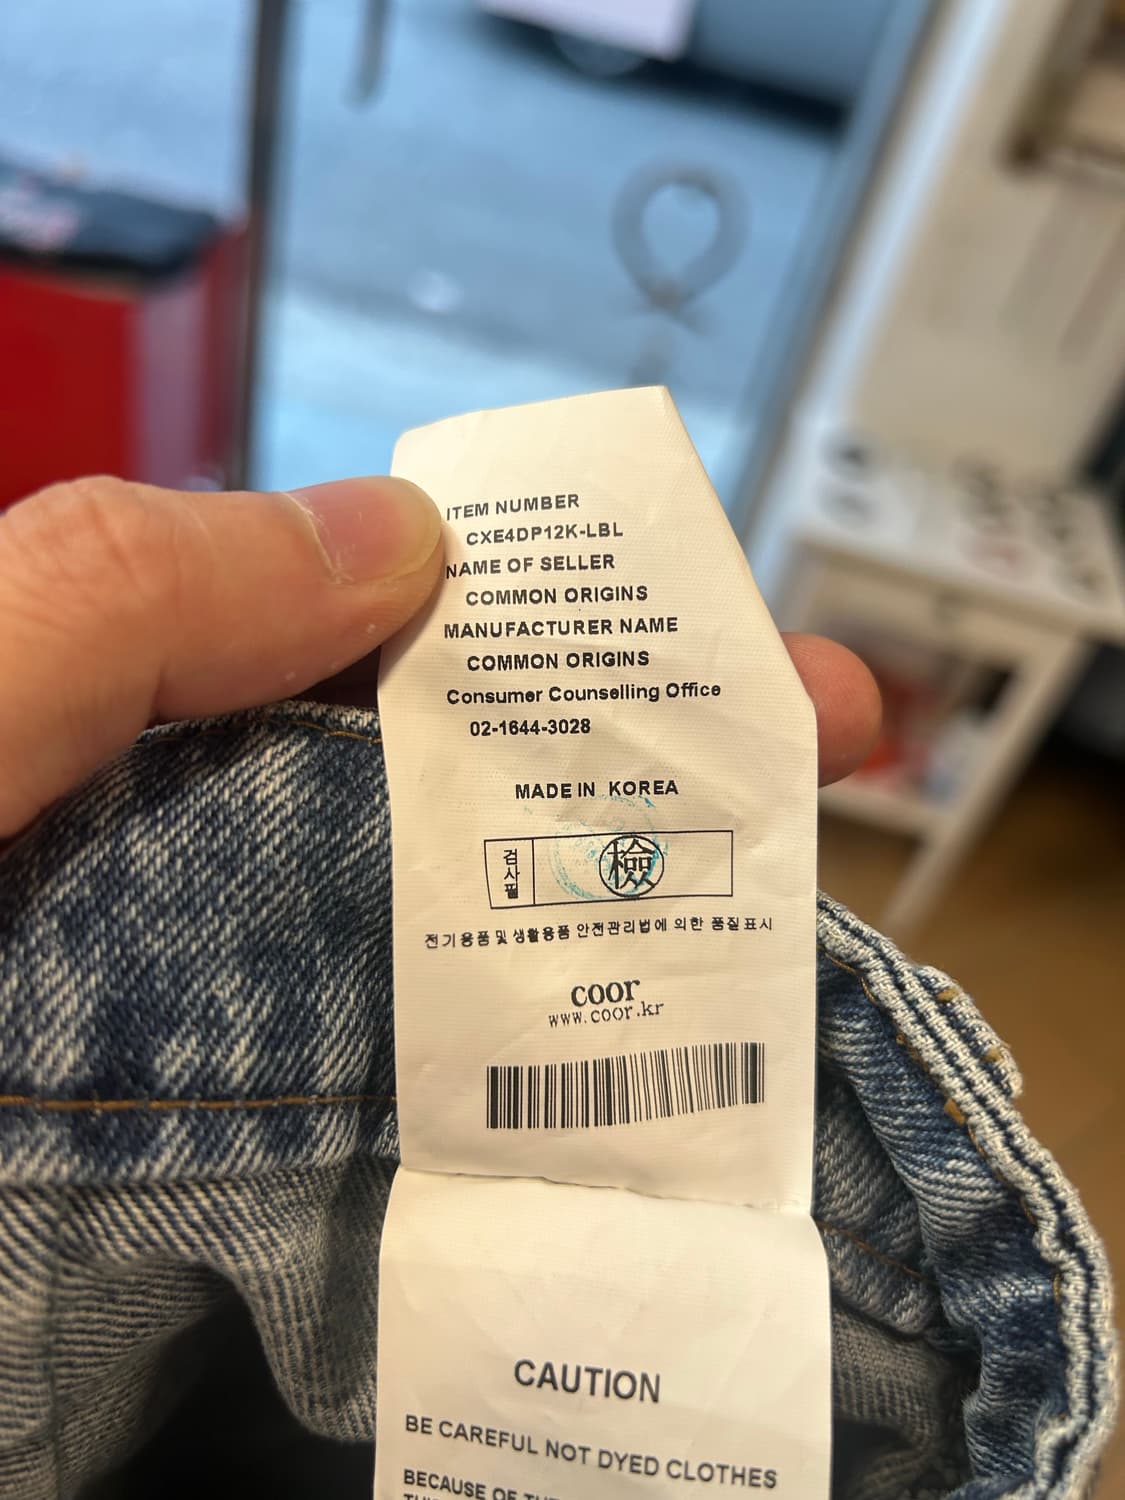 ITEM NUMBER
CXE4DP12K-LBL
NAME OF SELLER
COMMON ORIGINS
MANUFACTURER NAME
COMMON ORIGINS
Consumer Counselling Office
02-1644-3028
MADE IN KOREA
검사필
檢
전기용품 및 생활용품 안전관리법에 의한 품질표시
coor
www.coor.kr
CAUTION
BE CAREFUL NOT DYED CLOTHES
BECAUSE OF